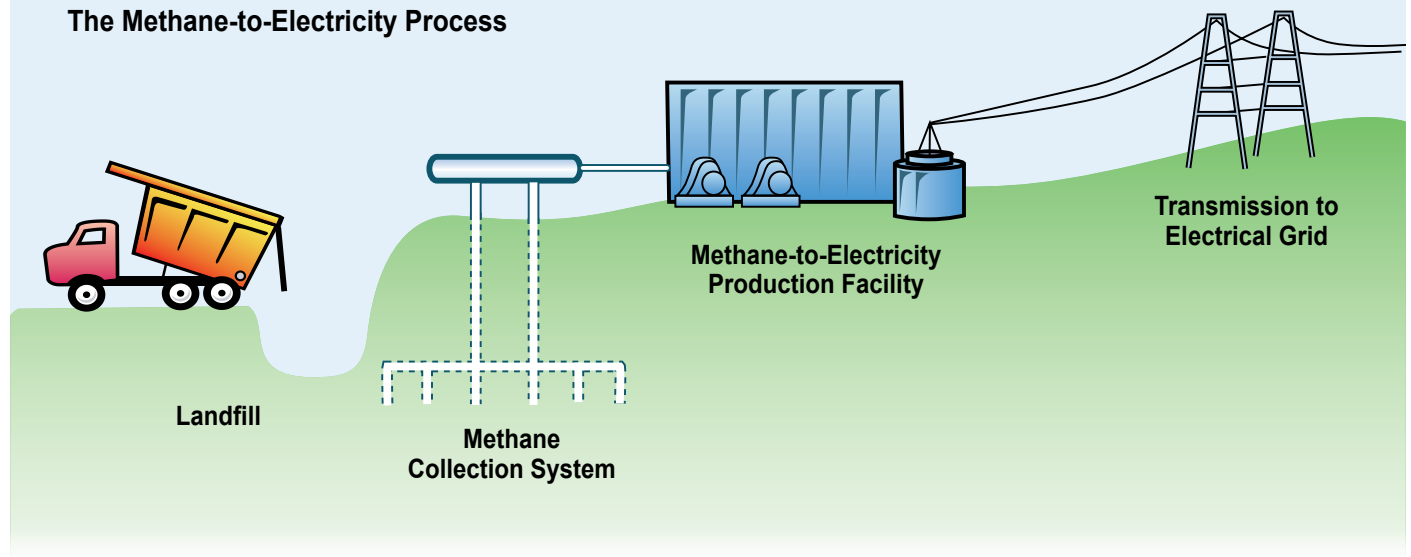 The Methane-to-Electricity Process
Landfill
Methane
Collection System
Methane-to-Electricity
Production Facility
Transmission to
Electrical Grid